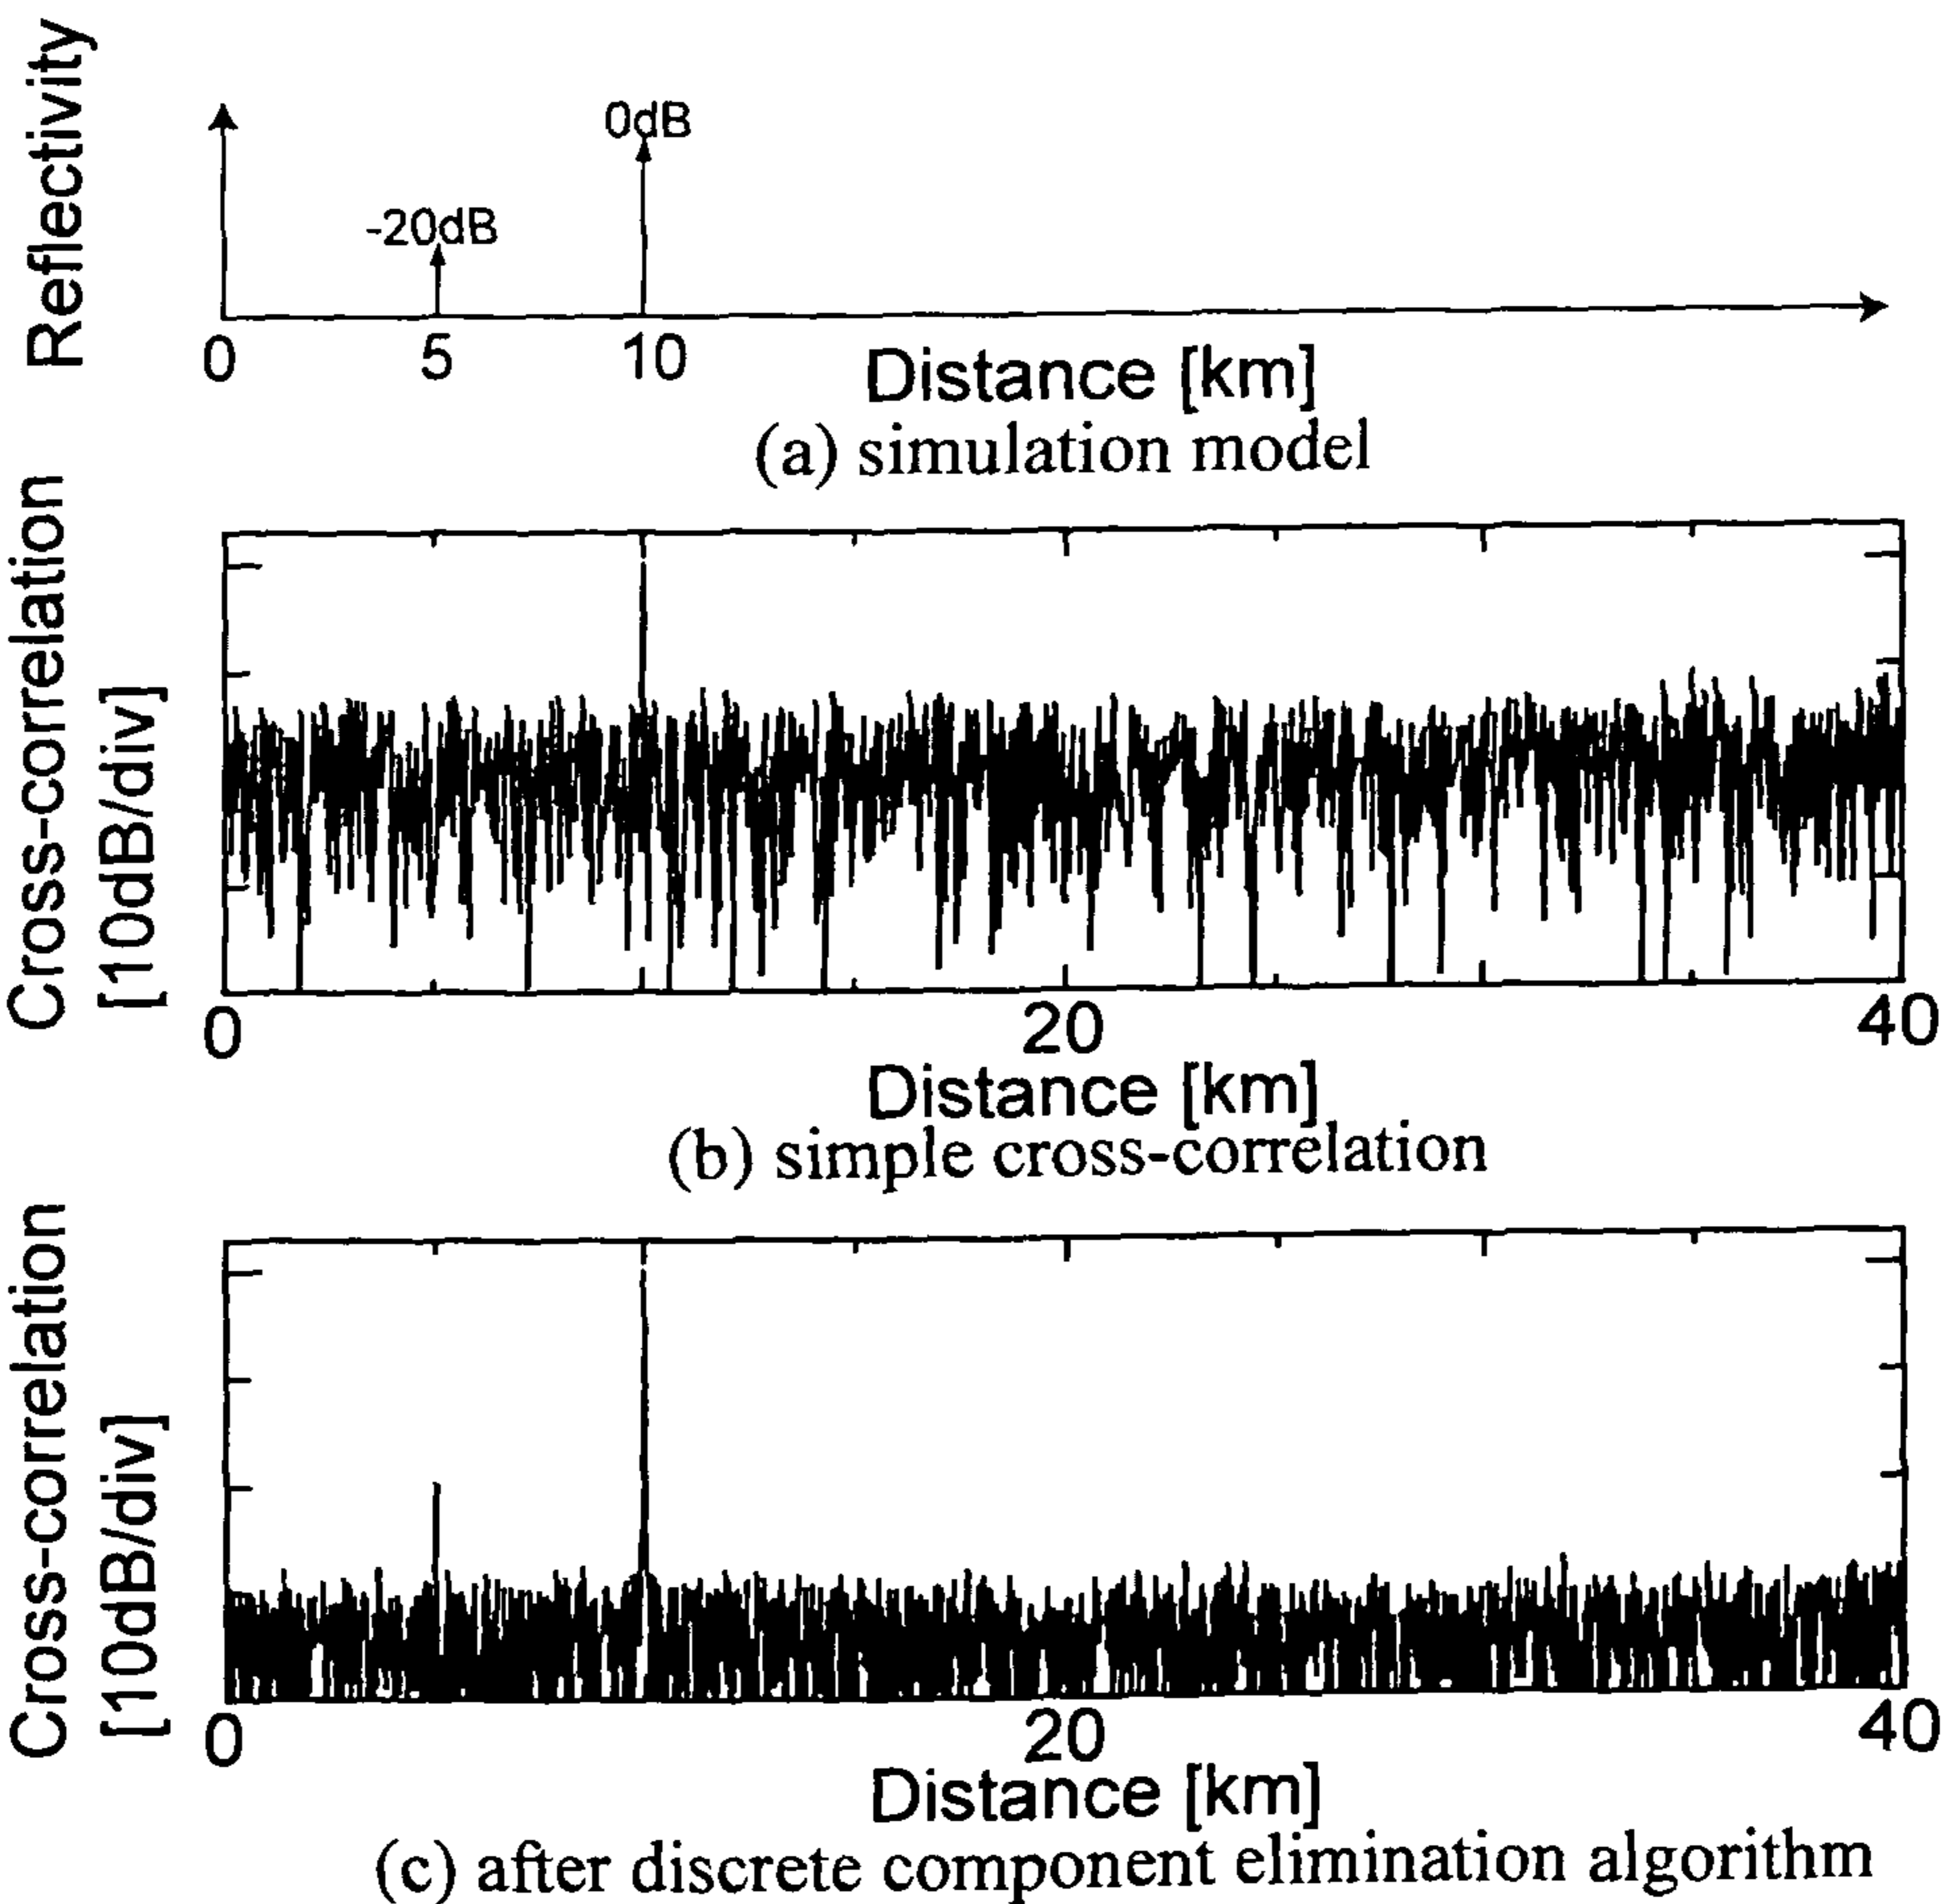 Reflectivity
0dB
-20dB
0 5 10
Distance [km]
(a) simulation model
Cross-correlation
[10dB/div]
0 20 40
Distance [km]
(b) simple cross-correlation
Cross-correlation
[10dB/div]
0 20 40
Distance [km]
(c) after discrete component elimination algorithm